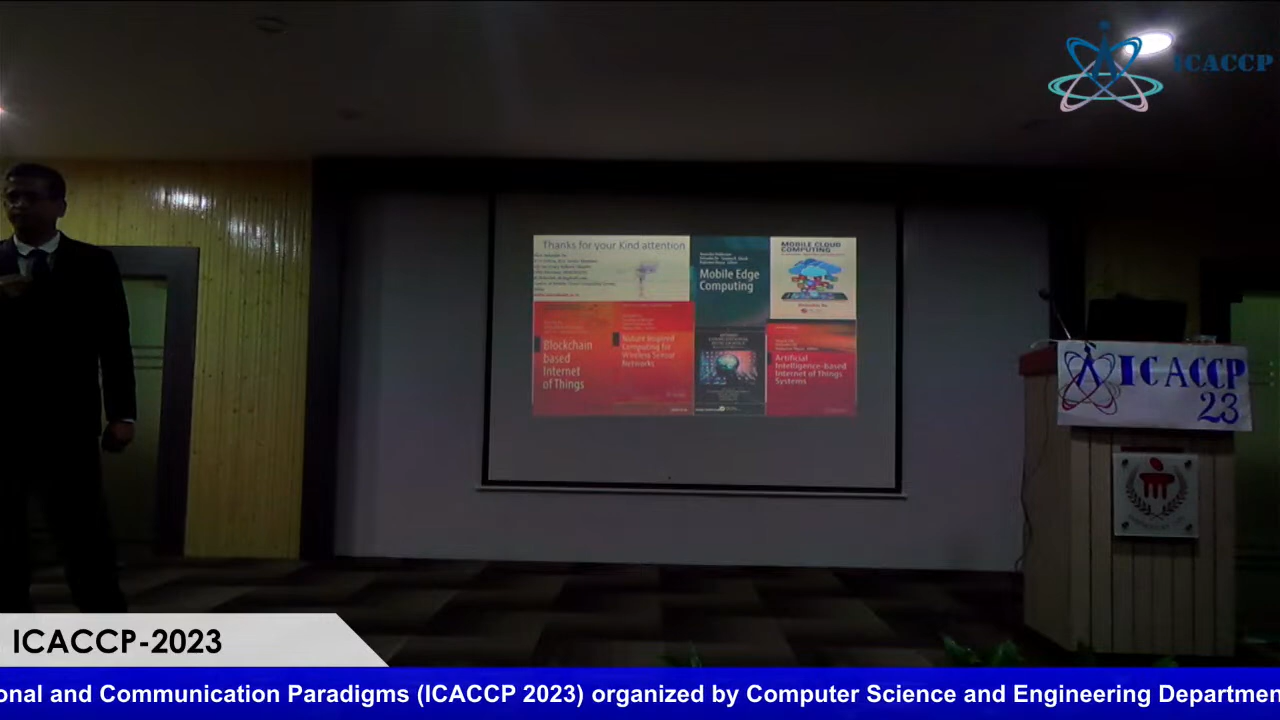 ICACCP
Thanks for your Kind attention
Mobile Edge
Computing
MOBILE CLOUD
COMPUTING
Blockchain
based
Internet
of Things
Nature Inspired
Computing for
Wireless Sensor
Networks
Artificial
Intelligence-based
Internet of Things
Systems
ICACCP
23
ICACCP-2023
onal and Communication Paradigms (ICACCP 2023) organized by Computer Science and Engineering Departmen